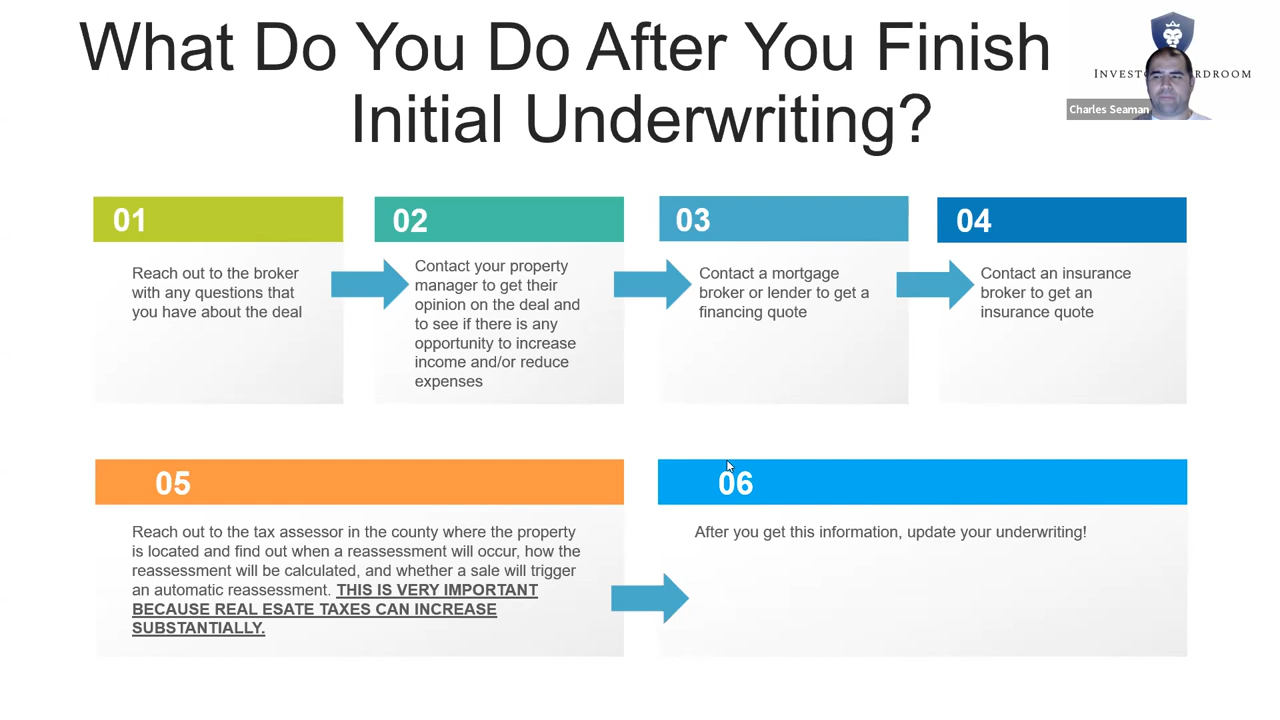 What Do You Do After You Finish
Initial Underwriting?
Charles Seaman
01
Reach out to the broker
with any questions that
you have about the deal
02
Contact your property
manager to get their
opinion on the deal and
to see if there is any
opportunity to increase
income and/or reduce
expenses
03
Contact a mortgage
broker or lender to get a
financing quote
04
Contact an insurance
broker to get an
insurance quote
05
Reach out to the tax assessor in the county where the property
is located and find out when a reassessment will occur, how the
reassessment will be calculated, and whether a sale will trigger
an automatic reassessment. THIS IS VERY IMPORTANT
BECAUSE REAL ESATE TAXES CAN INCREASE
SUBSTANTIALLY.
06
After you get this information, update your underwriting!